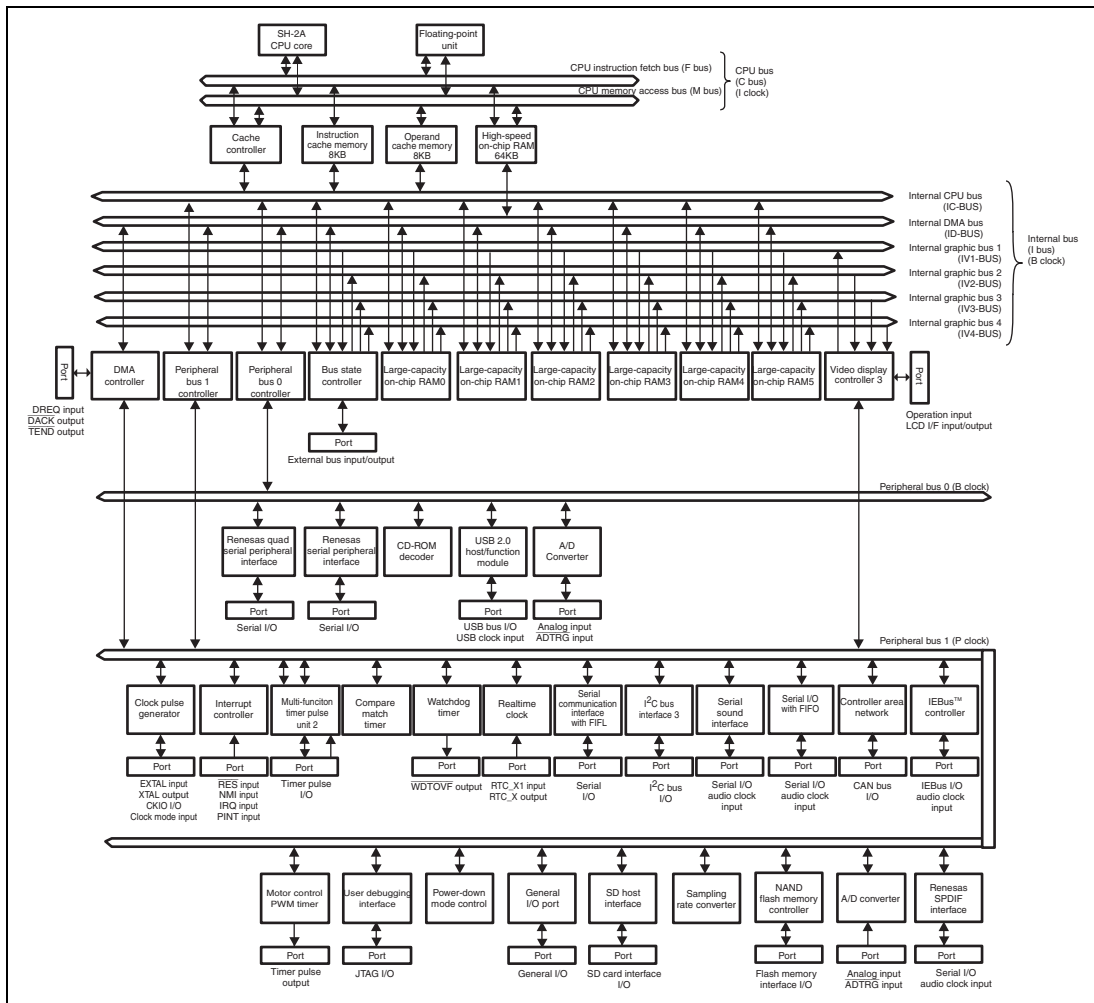 SH-2A
CPU core
Floating-point
unit
CPU instruction fetch bus (F bus)
CPU memory access bus (M bus)
CPU bus
(C bus)
(I clock)
Cache
controller
Instruction
cache memory
8KB
Operand
cache memory
8KB
High-speed
on-chip RAM
64KB
Internal CPU bus
(IC-BUS)
Internal DMA bus
(ID-BUS)
Internal graphic bus 1
(IV1-BUS)
Internal graphic bus 2
(IV2-BUS)
Internal graphic bus 3
(IV3-BUS)
Internal graphic bus 4
(IV4-BUS)
Internal bus
(I bus)
(B clock)
Port
DMA
controller
Peripheral
bus 1
controller
Peripheral
bus 0
controller
Bus state
controller
Large-capacity
on-chip RAM0
Large-capacity
on-chip RAM1
Large-capacity
on-chip RAM2
Large-capacity
on-chip RAM3
Large-capacity
on-chip RAM4
Large-capacity
on-chip RAM5
Video display
controller 3
Port
DREQ input
DACK output
TEND output
Operation input
LCD I/F input/output
Port
External bus input/output
Peripheral bus 0 (B clock)
Renesas quad
serial peripheral
interface
Renesas
serial peripheral
interface
CD-ROM
decoder
USB 2.0
host/function
module
A/D
Converter
Port
Port
Port
Port
Serial I/O
Serial I/O
USB bus I/O
USB clock input
Analog input
ADTRG input
Peripheral bus 1 (P clock)
Clock pulse
generator
Interrupt
controller
Multi-funciton
timer pulse
unit 2
Compare
match
timer
Watchdog
timer
Realtime
clock
Serial
communication
interface
with FIFL
I2C bus
interface 3
Serial
sound
interface
Serial I/O
with FIFO
Controller area
network
IEBus™
controller
Port
Port
Port
Port
Port
Port
Port
Port
Port
Port
Port
EXTAL input
XTAL output
CKIO I/O
Clock mode input
RES input
NMI input
IRQ input
PINT input
Timer pulse
I/O
WDTOVF output
RTC_X1 input
RTC_X output
Serial
I/O
I2C bus
I/O
Serial I/O
audio clock
input
Serial I/O
audio clock
input
CAN bus
I/O
IEBus I/O
audio clock
input
Motor control
PWM timer
User debugging
interface
Power-down
mode control
General
I/O port
SD host
interface
Sampling
rate converter
NAND
flash memory
controller
A/D converter
Renesas
SPDIF
interface
Port
Port
Port
Port
Port
Port
Port
Timer pulse
output
JTAG I/O
General I/O
SD card interface
I/O
Flash memory
interface I/O
Analog input
ADTRG input
Serial I/O
audio clock input